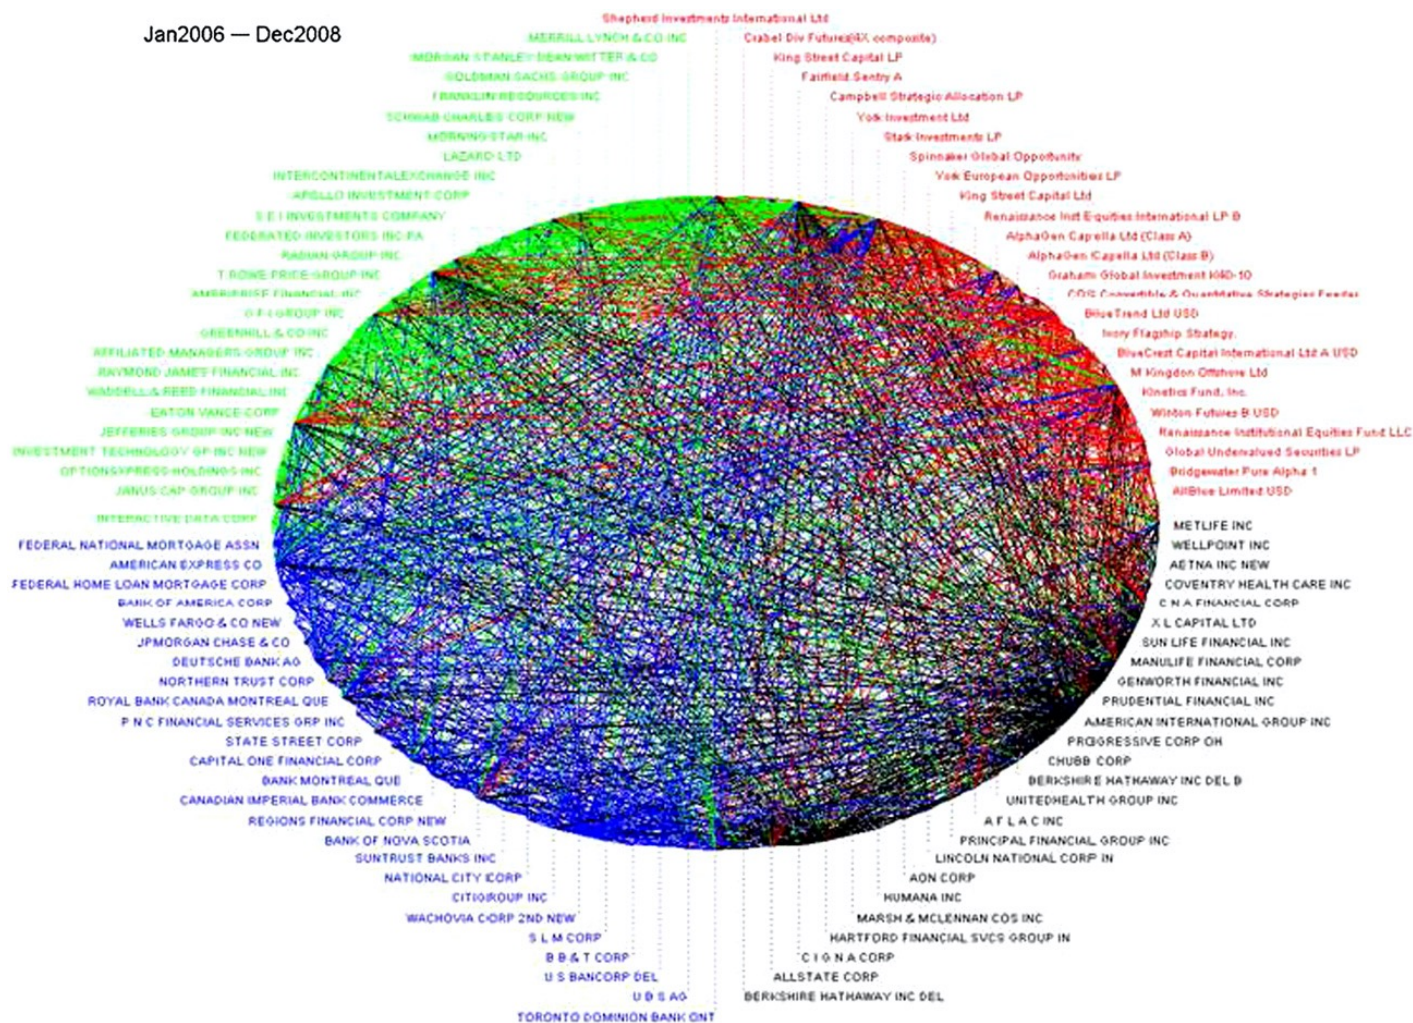 Jan2006 — Dec2008
Shepherd Investments International Ltd
Crabel Div Futures(4X composite)
King Street Capital LP
Fairfield Sentry A
Campbell Strategic Allocation LP
York Investment Ltd
Stark Investments LP
Spinnaker Global Opportunity
York European Opportunities LP
King Street Capital Ltd
Renaissance Inst Equities International LP B
AlphaGen Capella Ltd (Class A)
AlphaGen Capella Ltd (Class B)
Graham Global Investment K4D-10
CQS Convertible & Quantitative Strategies Feeder
BlueTrend Ltd USD
Ivory Flagship Strategy.
BlueCrest Capital International Ltd A USD
M Kingdon Offshore Ltd
Kinetics Fund, Inc.
Winton Futures B USD
Renaissance Institutional Equities Fund LLC
Global Undervalued Securities LP
Bridgewater Pure Alpha 1
AllBlue Limited USD
METLIFE INC
WELLPOINT INC
AETNA INC NEW
COVENTRY HEALTH CARE INC
C N A FINANCIAL CORP
X L CAPITAL LTD
SUN LIFE FINANCIAL INC
MANULIFE FINANCIAL CORP
GENWORTH FINANCIAL INC
PRUDENTIAL FINANCIAL INC
AMERICAN INTERNATIONAL GROUP INC
PROGRESSIVE CORP OH
CHUBB CORP
BERKSHIRE HATHAWAY INC DEL B
UNITEDHEALTH GROUP INC
A F L A C INC
PRINCIPAL FINANCIAL GROUP INC
LINCOLN NATIONAL CORP IN
AON CORP
HUMANA INC
MARSH & MCLENNAN COS INC
HARTFORD FINANCIAL SVCS GROUP IN
C I G N A CORP
ALLSTATE CORP
BERKSHIRE HATHAWAY INC DEL
MERRILL LYNCH & CO INC
MORGAN STANLEY DEAN WITTER & CO
GOLDMAN SACHS GROUP INC
FRANKLIN RESOURCES INC
SCHWAB CHARLES CORP NEW
MORNING STAR INC
LAZARD LTD
INTERCONTINENTALEXCHANGE INC
APOLLO INVESTMENT CORP
S E I INVESTMENTS COMPANY
FEDERATED INVESTORS INC PA
RADIAN GROUP INC
T ROWE PRICE GROUP INC
AMERIPRISE FINANCIAL INC
G F I GROUP INC
GREENHILL & CO INC
AFFILIATED MANAGERS GROUP INC
RAYMOND JAMES FINANCIAL INC
WADDELL & REED FINANCIAL INC
EATON VANCE CORP
JEFFERIES GROUP INC NEW
INVESTMENT TECHNOLOGY GP INC NEW
OPTIONSXPRESS HOLDINGS INC
JANUS CAP GROUP INC
INTERACTIVE DATA CORP
FEDERAL NATIONAL MORTGAGE ASSN
AMERICAN EXPRESS CO
FEDERAL HOME LOAN MORTGAGE CORP
BANK OF AMERICA CORP
WELLS FARGO & CO NEW
JPMORGAN CHASE & CO
DEUTSCHE BANK AG
NORTHERN TRUST CORP
ROYAL BANK CANADA MONTREAL QUE
P N C FINANCIAL SERVICES GRP INC
STATE STREET CORP
CAPITAL ONE FINANCIAL CORP
BANK MONTREAL QUE
CANADIAN IMPERIAL BANK COMMERCE
REGIONS FINANCIAL CORP NEW
BANK OF NOVA SCOTIA
SUNTRUST BANKS INC
NATIONAL CITY CORP
CITIGROUP INC
WACHOVIA CORP 2ND NEW
S L M CORP
B B & T CORP
U S BANCORP DEL
U B S AG
TORONTO DOMINION BANK ONT